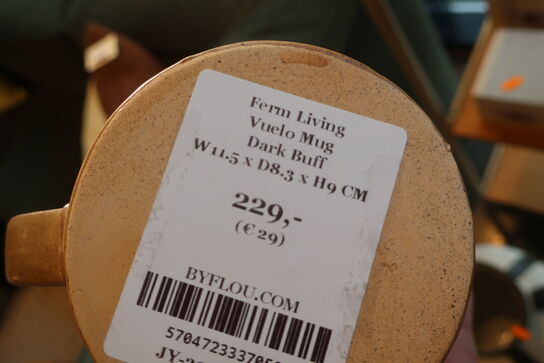 Ferm Living
Vuelo Mug
Dark Buff
W11.5 x D8.3 x H9 CM
229,-
(€ 29)
BYFLOU.COM